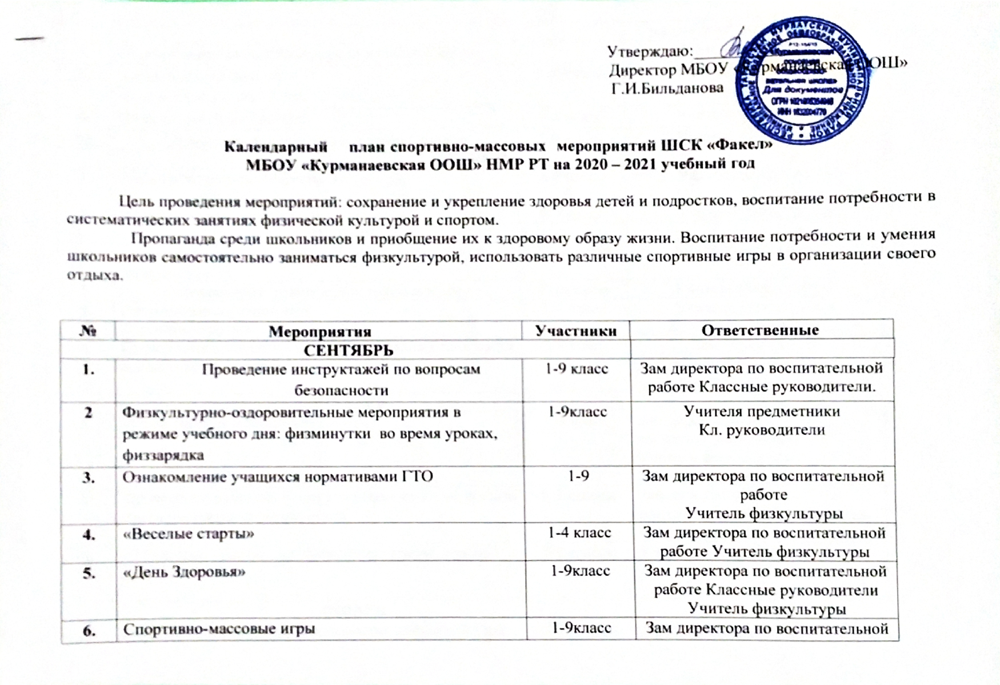 Утверждаю:
Директор МБОУ «Курманаевская ООШ»
Г.И.Бильданова
Для документов
Календарный план спортивно-массовых мероприятий ШСК «Факел»
МБОУ «Курманаевская ООШ» НМР РТ на 2020 – 2021 учебный год
Цель проведения мероприятий: сохранение и укрепление здоровья детей и подростков, воспитание потребности в
систематических занятиях физической культурой и спортом.
Пропаганда среди школьников и приобщение их к здоровому образу жизни. Воспитание потребности и умения
школьников самостоятельно заниматься физкультурой, использовать различные спортивные игры в организации своего
отдыха.
№ Мероприятия Участники Ответственные
СЕНТЯБРЬ
1. Проведение инструктажей по вопросам 1-9 класс Зам директора по воспитательной
безопасности работе Классные руководители.
2 Физкультурно-оздоровительные мероприятия в 1-9класс Учителя предметники
режиме учебного дня: физминутки во время уроках, Кл. руководители
физзарядка
3. Ознакомление учащихся нормативами ГТО 1-9 Зам директора по воспитательной
работе
Учитель физкультуры
4. «Веселые старты» 1-4 класс Зам директора по воспитательной
работе Учитель физкультуры
5. «День Здоровья» 1-9класс Зам директора по воспитательной
работе Классные руководители
Учитель физкультуры
6. Спортивно-массовые игры 1-9класс Зам директора по воспитательной